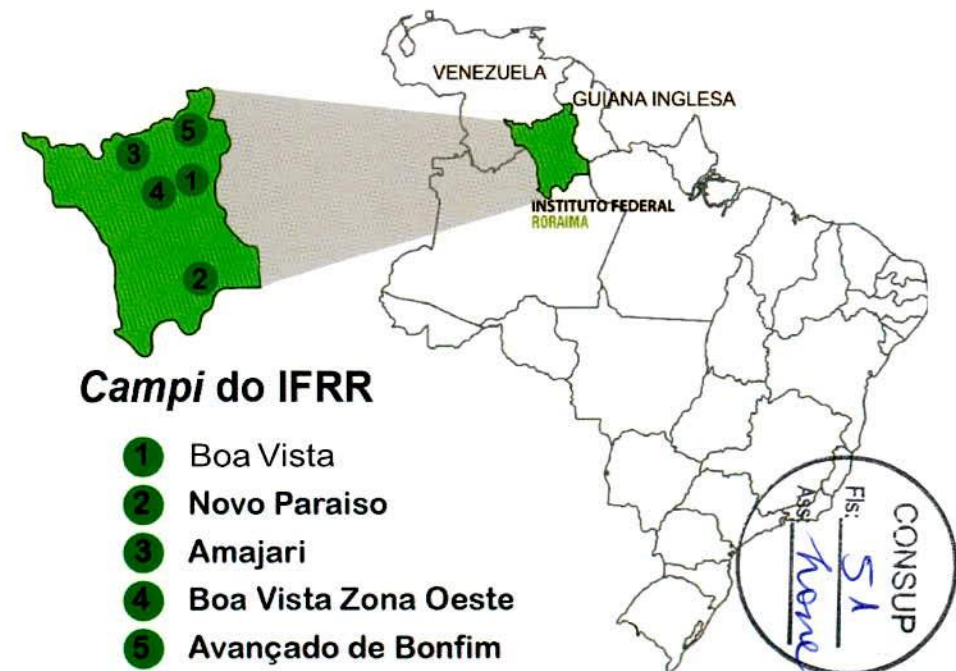 VENEZUELA
GUIANA INGLESA
INSTITUTO FEDERAL
RORAIMA
5
3
4
1
2
Campi do IFRR
1 Boa Vista
2 Novo Paraiso
3 Amajari
4 Boa Vista Zona Oeste
5 Avançado de Bonfim
CONSUP
Fls: 51
Ass: